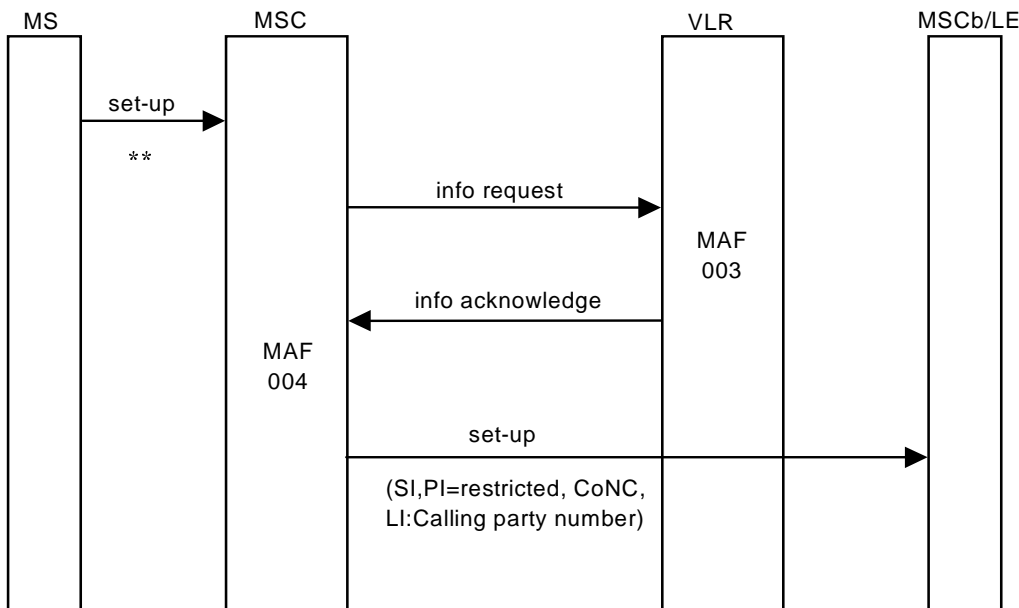 MS
MSC
VLR
MSCb/LE
set-up
**
info request
MAF
003
info acknowledge
MAF
004
set-up
(SI,PI=restricted, CoNC,
LI:Calling party number)